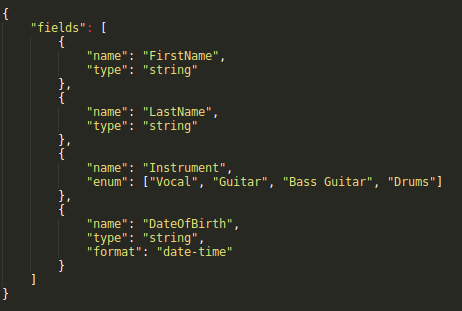 {
    "fields": [
        {
            "name": "FirstName",
            "type": "string"
        },
        {
            "name": "LastName",
            "type": "string"
        },
        {
            "name": "Instrument",
            "enum": ["Vocal", "Guitar", "Bass Guitar", "Drums"]
        },
        {
            "name": "DateOfBirth",
            "type": "string",
            "format": "date-time"
        }
    ]
}